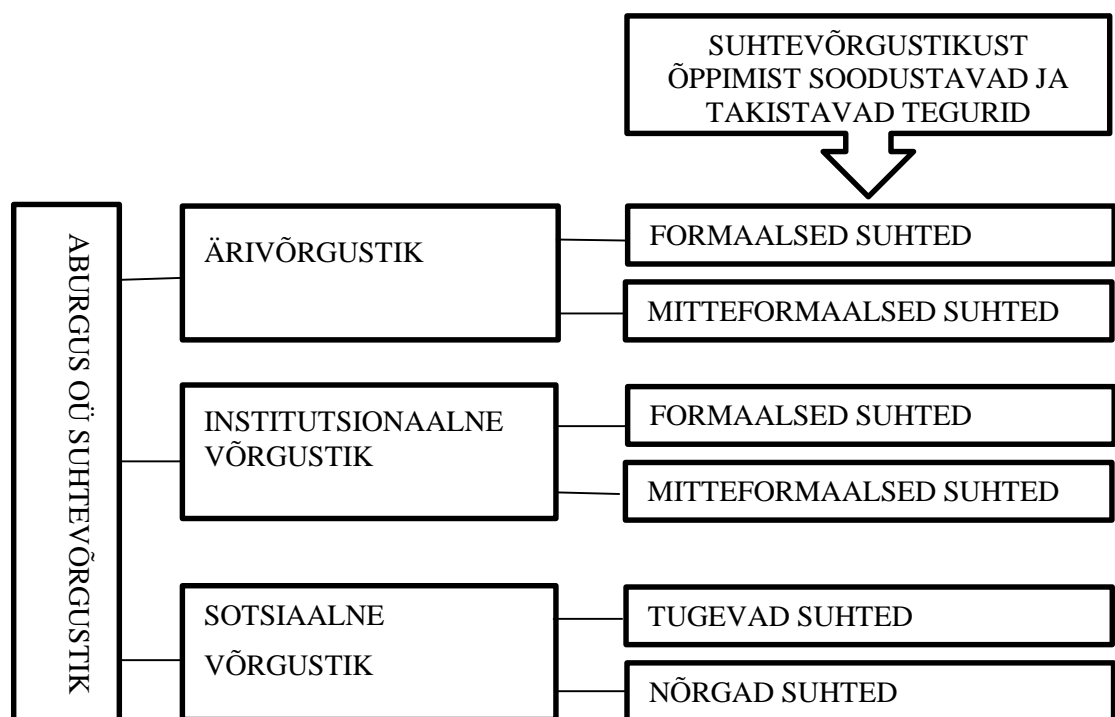 SUHTEVÕRGUSTIKUST
ÕPPIMIST SOODUSTAVAD JA
TAKISTAVAD TEGURID
ABURGUS OÜ SUHTEVÕRGUSTIK
ÄRIVÕRGUSTIK
FORMAALSED SUHTED
MITTEFORMAALSED SUHTED
INSTITUTSIONAALNE
VÕRGUSTIK
FORMAALSED SUHTED
MITTEFORMAALSED SUHTED
SOTSIAALNE
VÕRGUSTIK
TUGEVAD SUHTED
NÕRGAD SUHTED